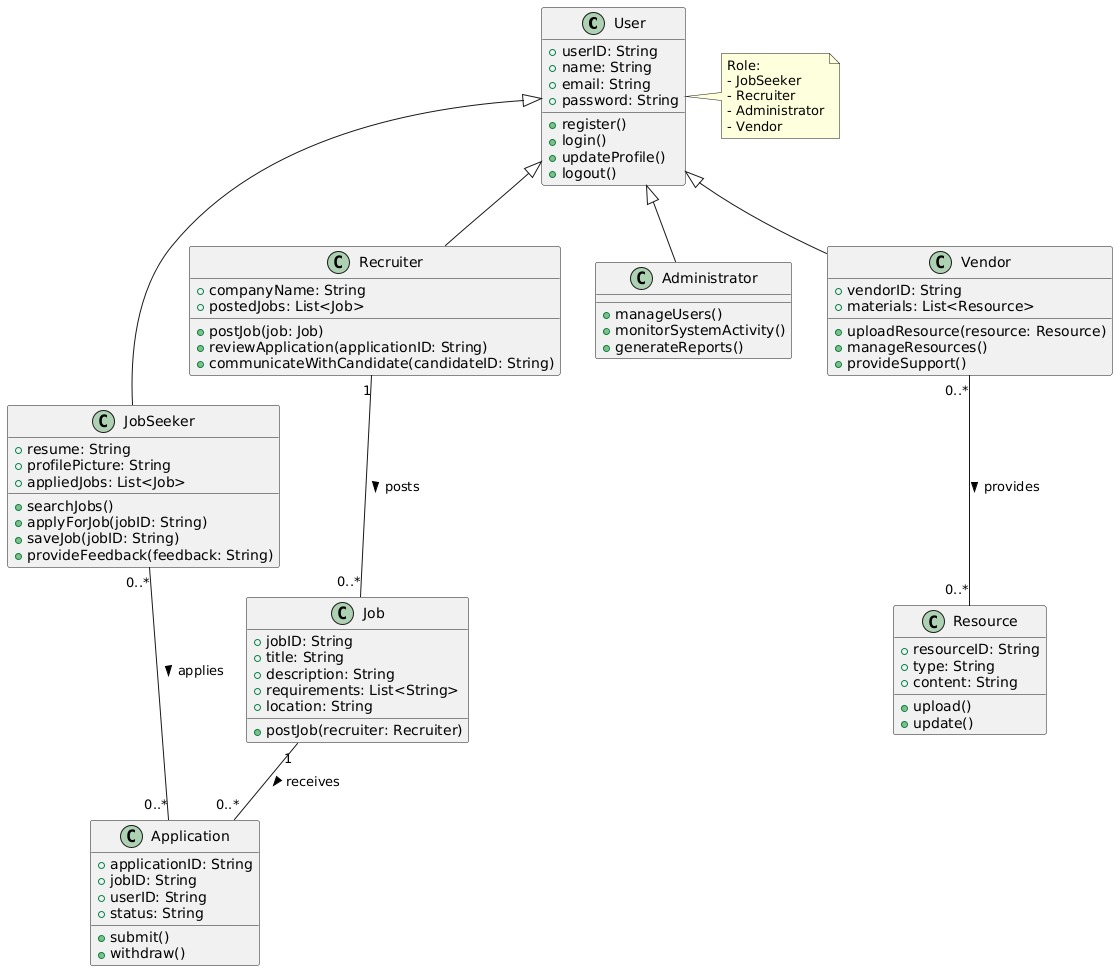 C User
userID: String
name: String
email: String
password: String
register()
login()
updateProfile()
logout()
Role:
- JobSeeker
- Recruiter
- Administrator
- Vendor
C Recruiter
companyName: String
postedJobs: List<Job>
postJob(job: Job)
reviewApplication(applicationID: String)
communicateWithCandidate(candidateID: String)
C Administrator
manageUsers()
monitorSystemActivity()
generateReports()
C Vendor
vendorID: String
materials: List<Resource>
uploadResource(resource: Resource)
manageResources()
provideSupport()
C JobSeeker
resume: String
profilePicture: String
appliedJobs: List<Job>
searchJobs()
applyForJob(jobID: String)
saveJob(jobID: String)
provideFeedback(feedback: String)
1
posts
0..*
0..*
provides
0..*
C Job
jobID: String
title: String
description: String
requirements: List<String>
location: String
postJob(recruiter: Recruiter)
C Resource
resourceID: String
type: String
content: String
upload()
update()
0..*
applies
0..*
1
receives
0..*
C Application
applicationID: String
jobID: String
userID: String
status: String
submit()
withdraw()